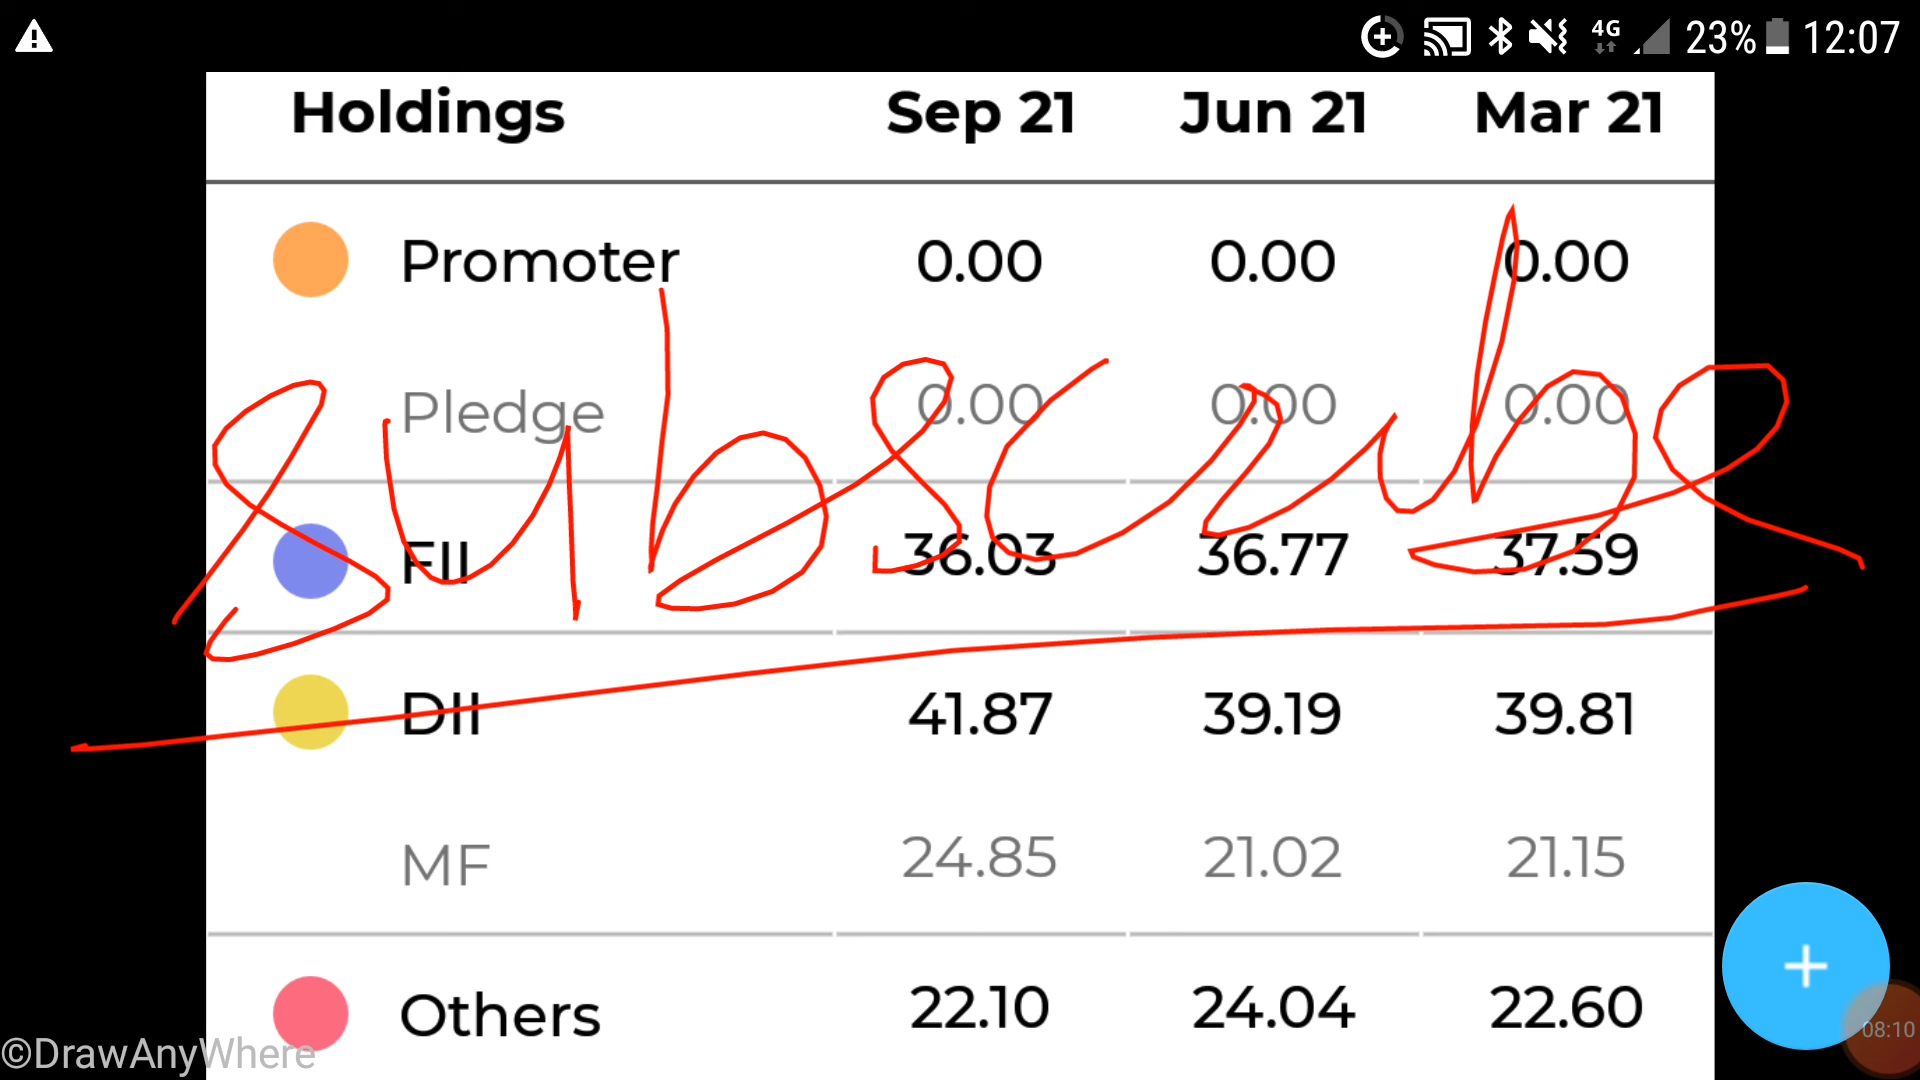 4G 23% 12:07
Holdings Sep 21 Jun 21 Mar 21
Promoter 0.00 0.00 0.00
Pledge 0.00 0.00 0.00
Subscribe
FII 36.03 36.77 37.59
DII 41.87 39.19 39.81
MF 24.85 21.02 21.15
Others 22.10 24.04 22.60
08:10
©DrawAnyWhere